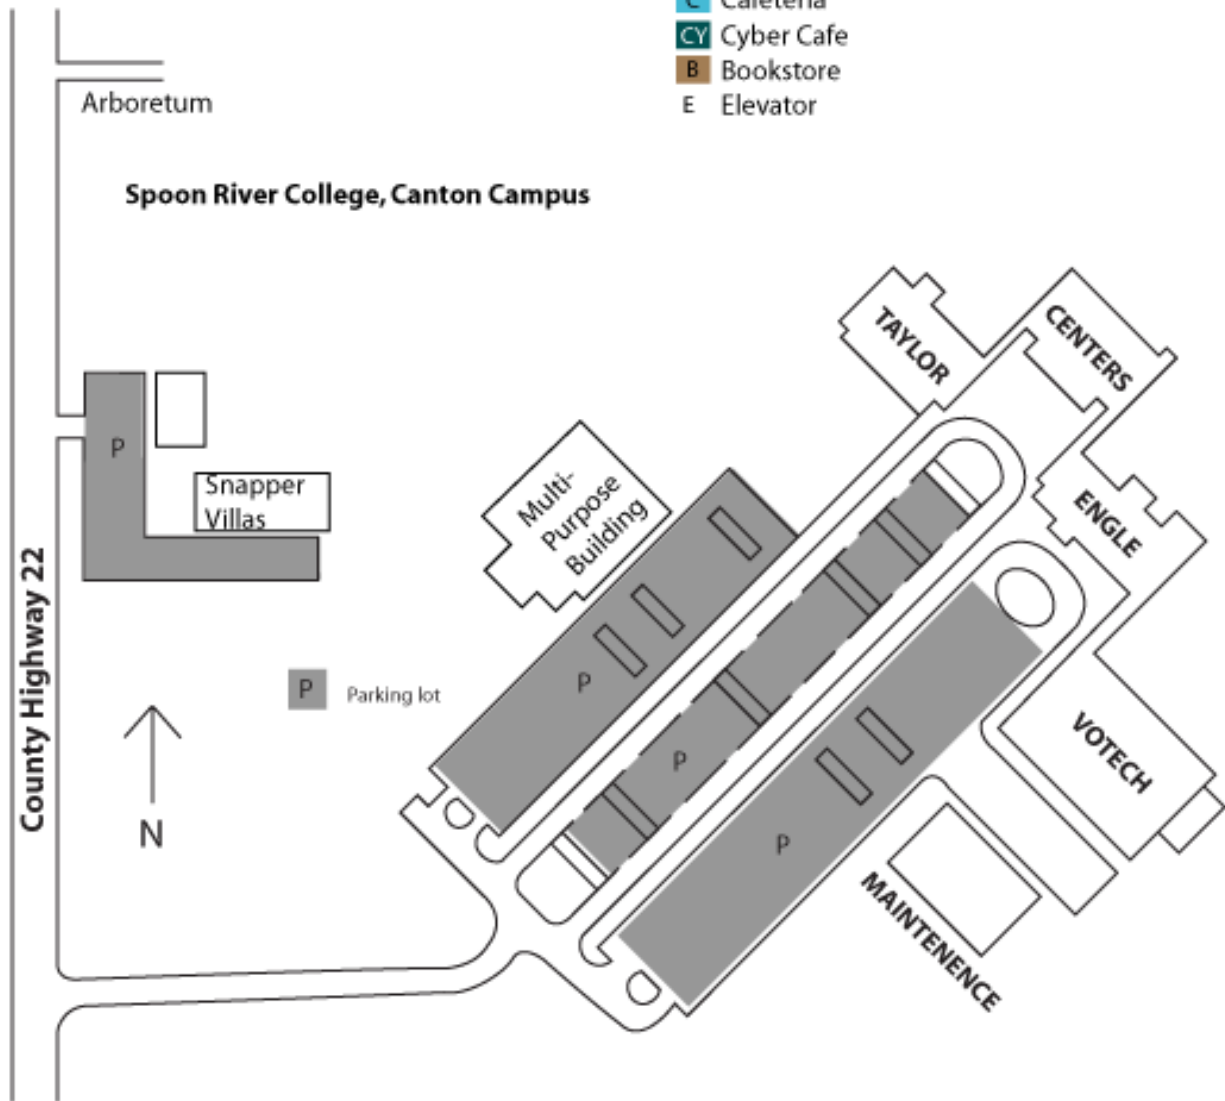 C Cafeteria
CY Cyber Cafe
B Bookstore
E Elevator
Arboretum
Spoon River College, Canton Campus
TAYLOR
CENTERS
P
Snapper
Villas
Multi-
Purpose
Building
ENGLE
County Highway 22
P
P Parking lot
P
VOTECH
N
P
MAINTENENCE